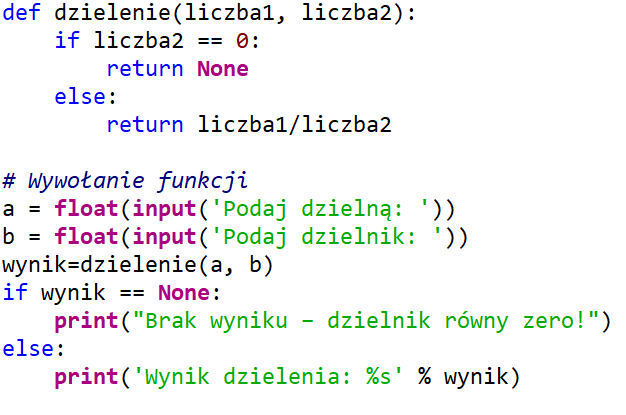 def dzielenie(liczba1, liczba2):
    if liczba2 == 0:
        return None
    else:
        return liczba1/liczba2

# Wywołanie funkcji
a = float(input('Podaj dzielną: '))
b = float(input('Podaj dzielnik: '))
wynik=dzielenie(a, b)
if wynik == None:
    print("Brak wyniku – dzielnik równy zero!")
else:
    print('Wynik dzielenia: %s' % wynik)